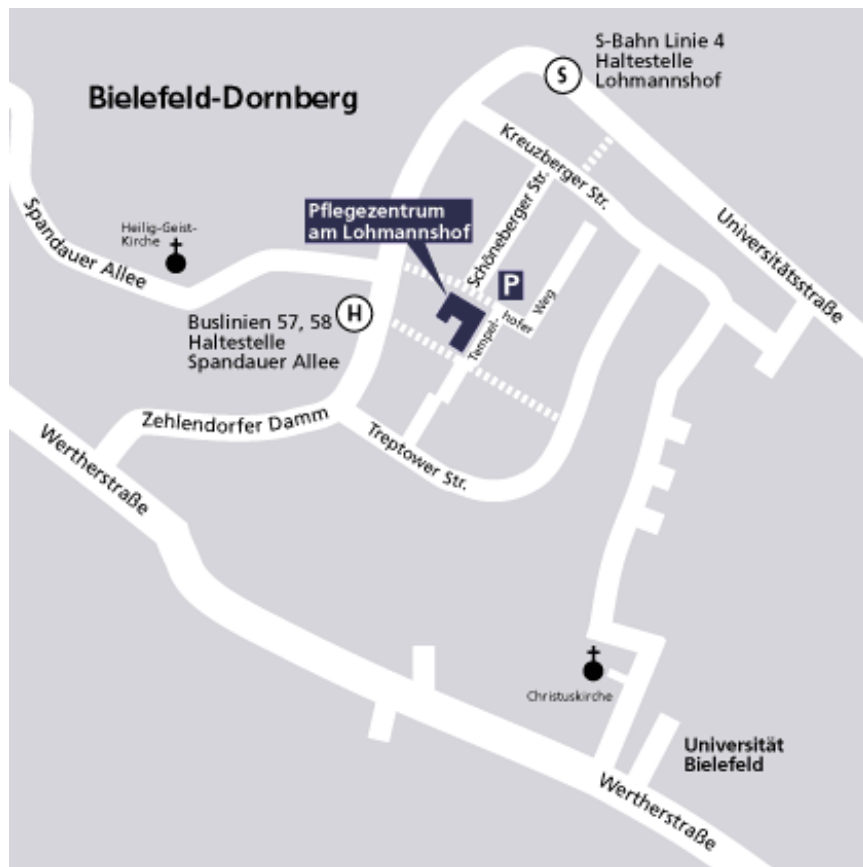 S-Bahn Linie 4
Haltestelle
Lohmannshof
S
Bielefeld-Dornberg
Kreuzberger Str.
Pflegezentrum
am Lohmannshof
Schöneberger Str.
Universitätsstraße
Spandauer Allee
Heilig-Geist-
Kirche
P
H
Buslinien 57, 58
Haltestelle
Spandauer Allee
Tempel-
hofer
Weg
Zehlendorfer Damm
Treptower Str.
Wertherstraße
Christuskirche
Universität
Bielefeld
Wertherstraße